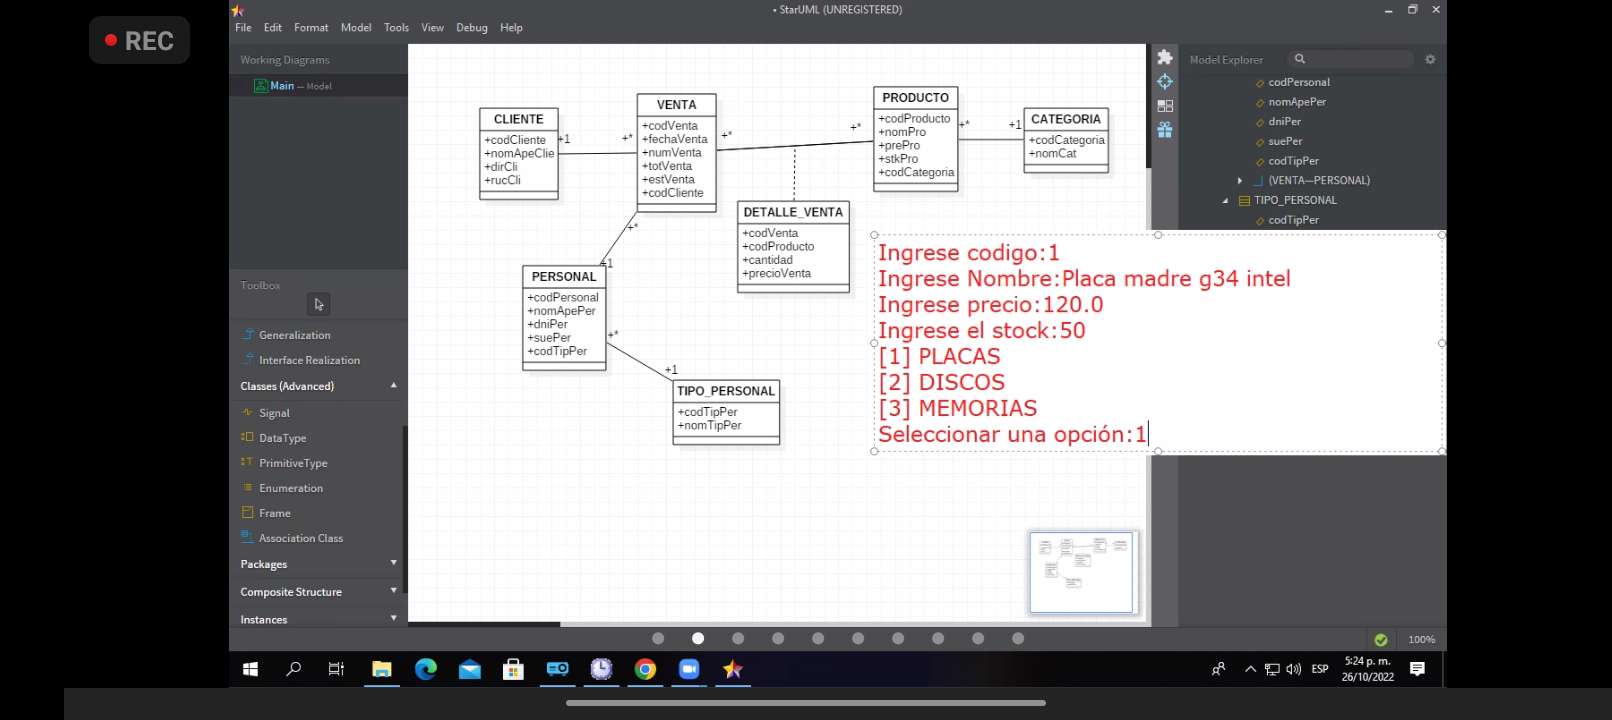 REC
• StarUML (UNREGISTERED)
File Edit Format Model Tools View Debug Help
Working Diagrams
Main — Model
Toolbox
Generalization
Interface Realization
Classes (Advanced)
Signal
DataType
PrimitiveType
Enumeration
Frame
Association Class
Packages
Composite Structure
Instances
CLIENTE
+codCliente
+nomApeClie
+dirCli
+rucCli
+1
+*
VENTA
+codVenta
+fechaVenta
+numVenta
+totVenta
+estVenta
+codCliente
+*
+*
PRODUCTO
+codProducto
+nomPro
+prePro
+stkPro
+codCategoria
+*
+1
CATEGORIA
+codCategoria
+nomCat
DETALLE_VENTA
+codVenta
+codProducto
+cantidad
+precioVenta
+*
+1
PERSONAL
+codPersonal
+nomApePer
+dniPer
+suePer
+codTipPer
+*
+1
TIPO_PERSONAL
+codTipPer
+nomTipPer
Ingrese codigo:1
Ingrese Nombre:Placa madre g34 intel
Ingrese precio:120.0
Ingrese el stock:50
[1] PLACAS
[2] DISCOS
[3] MEMORIAS
Seleccionar una opción:1
Model Explorer
codPersonal
nomApePer
dniPer
suePer
codTipPer
(VENTA—PERSONAL)
TIPO_PERSONAL
codTipPer
100%
ESP
5:24 p. m.
26/10/2022